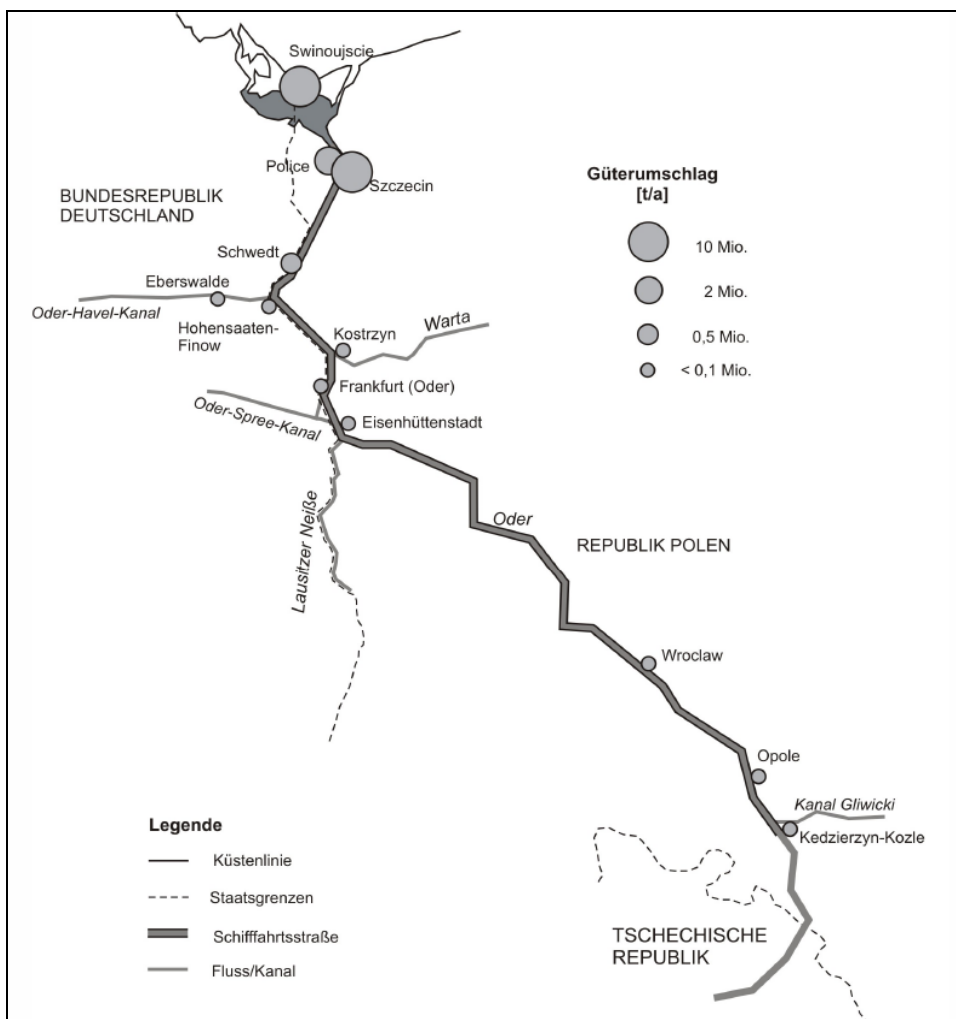 Swinoujscie
Police
Szczecin
BUNDESREPUBLIK
DEUTSCHLAND
Güterumschlag
[t/a]
10 Mio.
2 Mio.
0,5 Mio.
< 0,1 Mio.
Schwedt
Eberswalde
Oder-Havel-Kanal
Hohensaaten-
Finow
Kostrzyn
Warta
Frankfurt (Oder)
Oder-Spree-Kanal
Eisenhüttenstadt
Lausitzer Neiße
Oder
REPUBLIK POLEN
Wroclaw
Opole
Kanal Gliwicki
Kedzierzyn-Kozle
Legende
Küstenlinie
Staatsgrenzen
Schifffahrtsstraße
Fluss/Kanal
TSCHECHISCHE
REPUBLIK